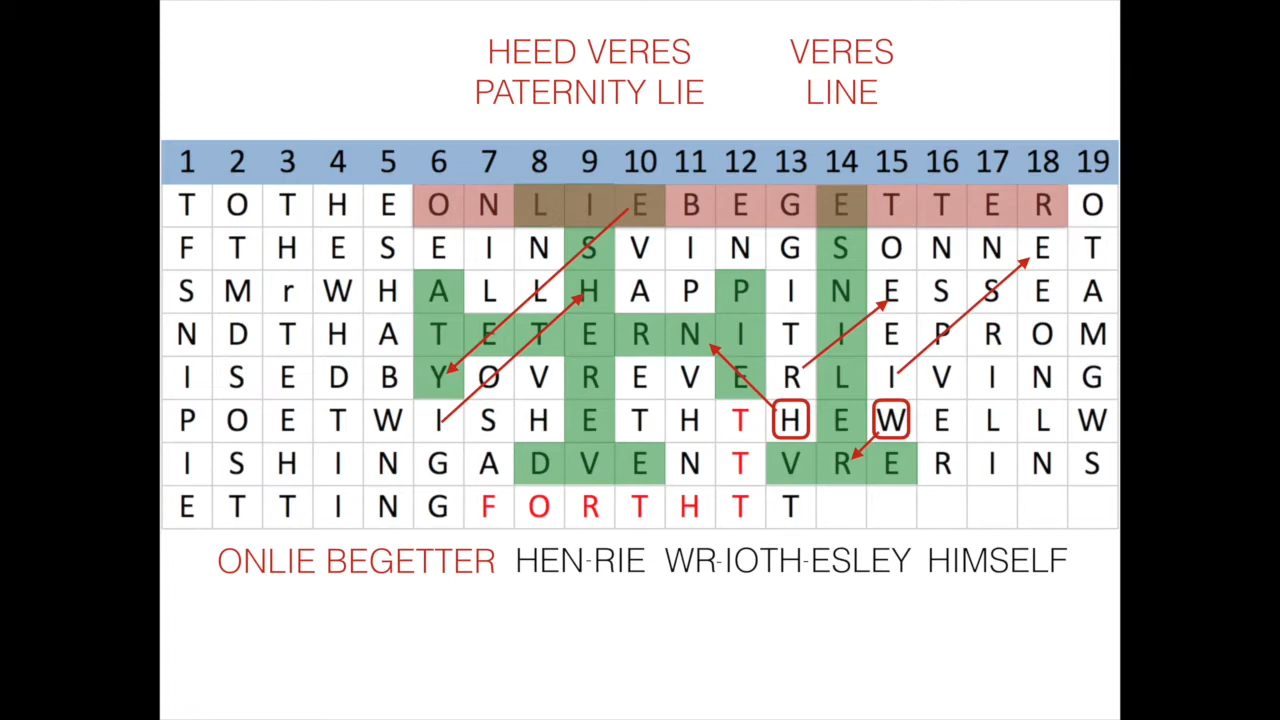 HEED VERES VERES
PATERNITY LIE LINE
1 2 3 4 5 6 7 8 9 10 11 12 13 14 15 16 17 18 19
T O T H E O N L I E B E G E T T E R O
F T H E S E I N S V I N G S O N N E T
S M r W H A L L H A P P I N E S S E A
N D T H A T E T E R N I T I E P R O M
I S E D B Y O V R E V E R L I V I N G
P O E T W I S H E T H T H E W E L L W
I S H I N G A D V E N T V R E R I N S
E T T I N G F O R T H T T
ONLIE BEGETTER HEN-RIE WR-IOTH-ESLEY HIMSELF